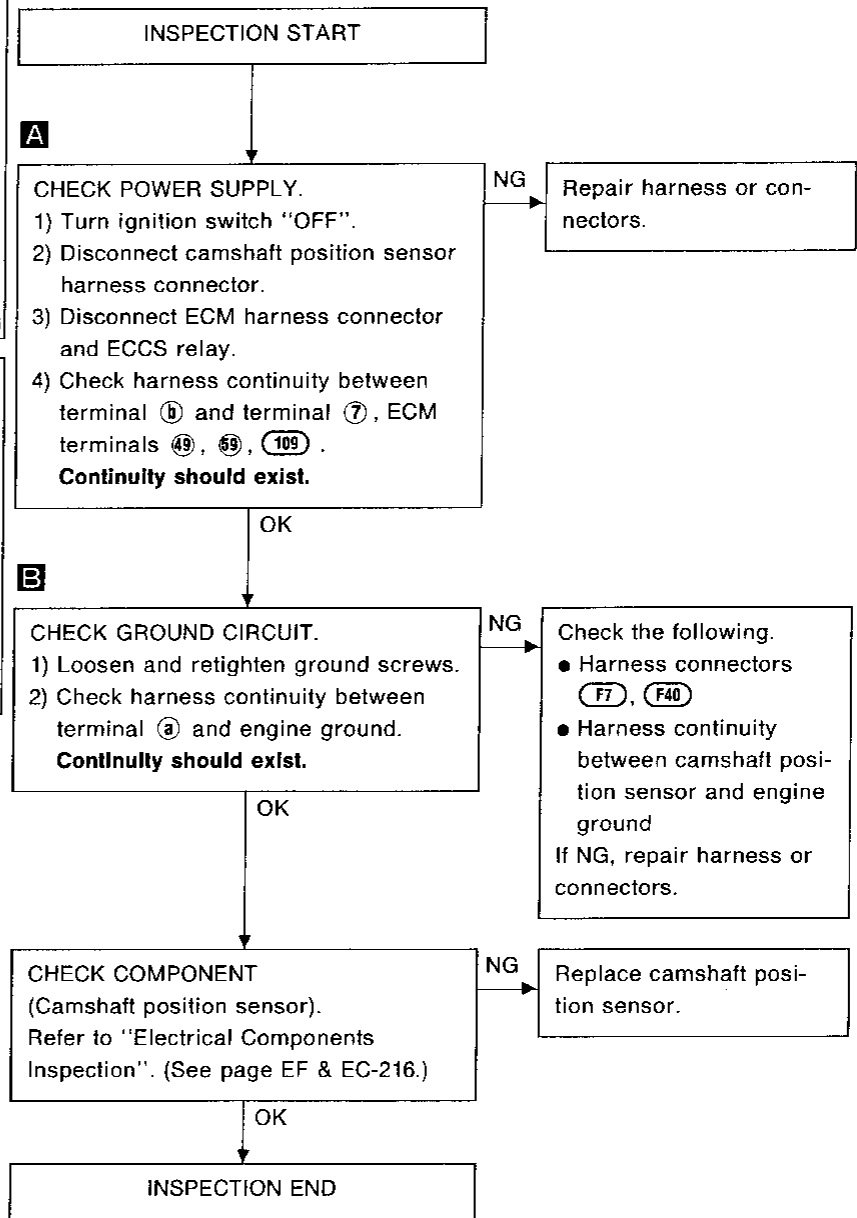 INSPECTION START
A
CHECK POWER SUPPLY.
1) Turn ignition switch "OFF".
2) Disconnect camshaft position sensor
harness connector.
3) Disconnect ECM harness connector
and ECCS relay.
4) Check harness continuity between
terminal ⓑ and terminal ⑦, ECM
terminals ㊾, 59, 109 .
Continuity should exist.
NG
Repair harness or con-
nectors.
OK
B
CHECK GROUND CIRCUIT.
1) Loosen and retighten ground screws.
2) Check harness continuity between
terminal ⓐ and engine ground.
Continuity should exist.
NG
Check the following.
● Harness connectors
F7, F40
● Harness continuity
between camshaft posi-
tion sensor and engine
ground
If NG, repair harness or
connectors.
OK
CHECK COMPONENT
(Camshaft position sensor).
Refer to "Electrical Components
Inspection". (See page EF & EC-216.)
NG
Replace camshaft posi-
tion sensor.
OK
INSPECTION END